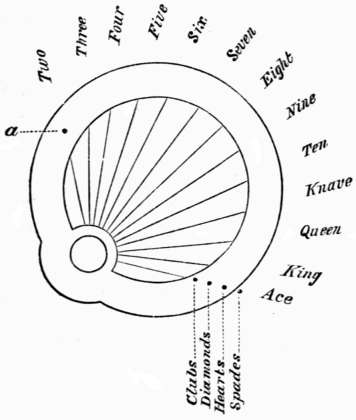 Two
Three
Four
Five
Six
Seven
Eight
Nine
Ten
Knave
Queen
King
Ace
a
Clubs
Diamonds
Hearts
Spades